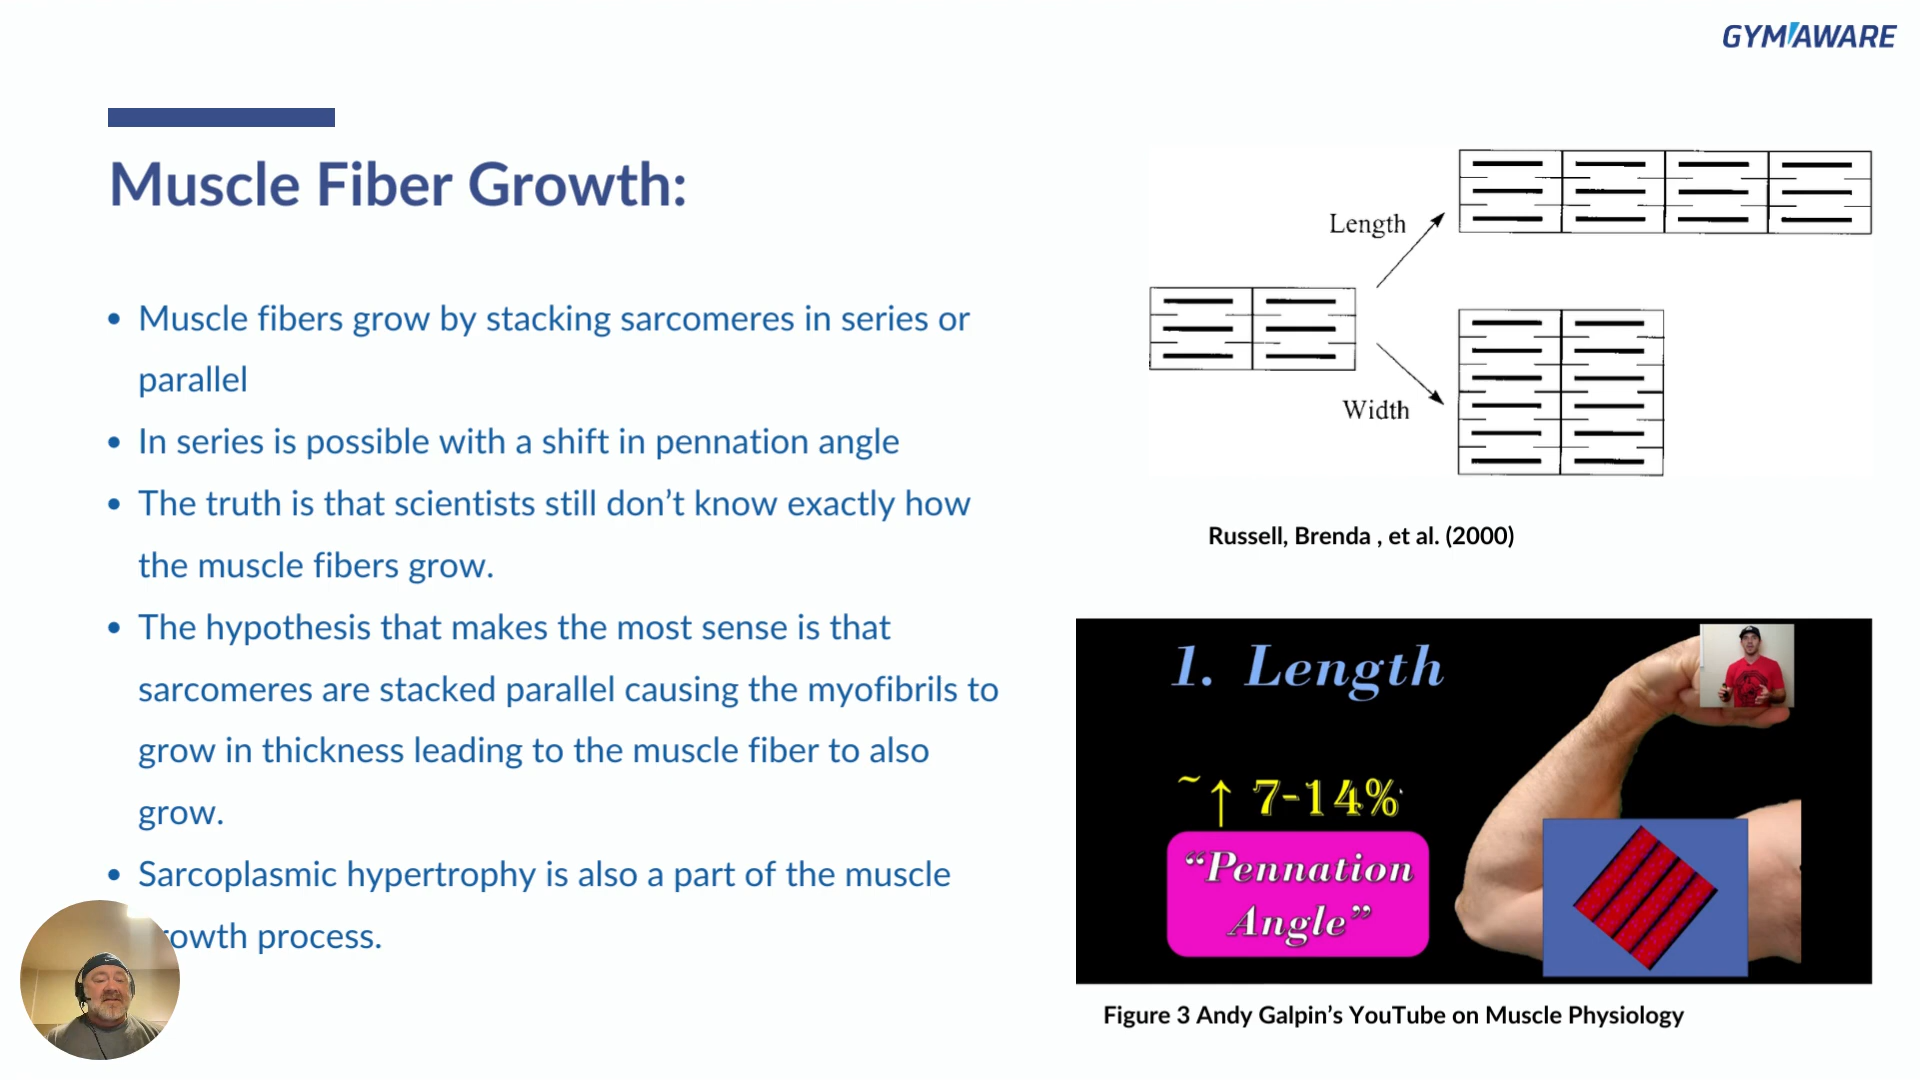 GYMAWARE
Muscle Fiber Growth:
• Muscle fibers grow by stacking sarcomeres in series or
parallel
• In series is possible with a shift in pennation angle
• The truth is that scientists still don’t know exactly how
the muscle fibers grow.
• The hypothesis that makes the most sense is that
sarcomeres are stacked parallel causing the myofibrils to
grow in thickness leading to the muscle fiber to also
grow.
• Sarcoplasmic hypertrophy is also a part of the muscle
rowth process.
Length
Width
Russell, Brenda , et al. (2000)
1. Length
~↑ 7-14%
“Pennation
Angle”
Figure 3 Andy Galpin’s YouTube on Muscle Physiology